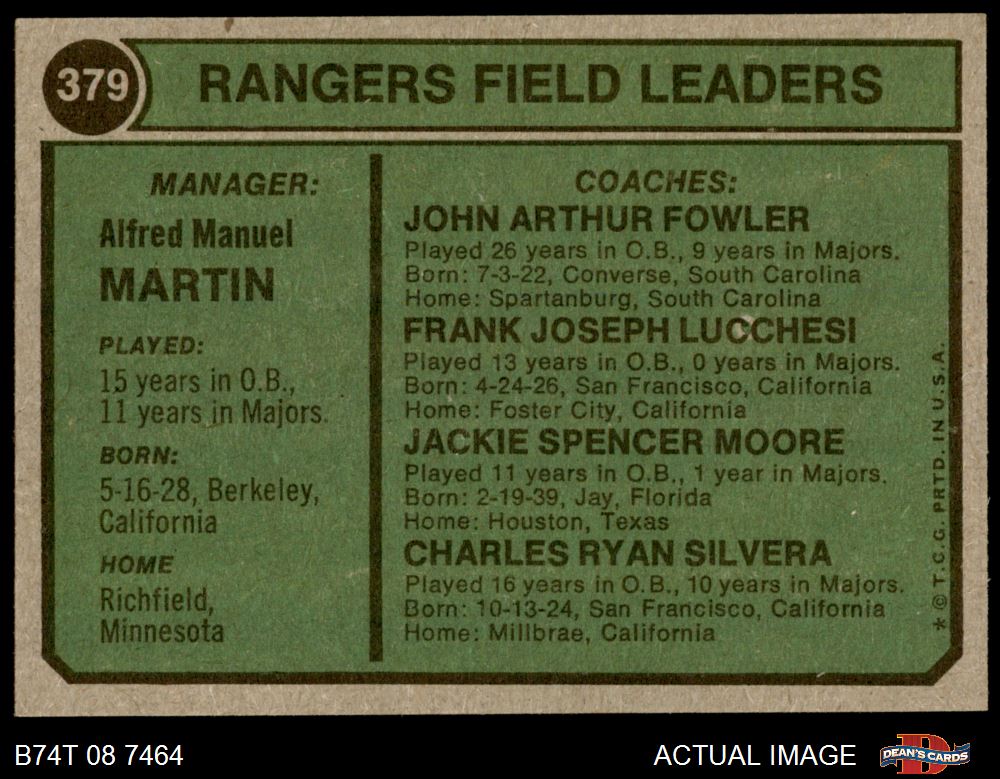 379
RANGERS FIELD LEADERS
MANAGER:
Alfred Manuel
MARTIN
PLAYED:
15 years in O.B.,
11 years in Majors.
BORN:
5-16-28, Berkeley,
California
HOME
Richfield,
Minnesota
COACHES:
JOHN ARTHUR FOWLER
Played 26 years in O.B., 9 years in Majors.
Born: 7-3-22, Converse, South Carolina
Home: Spartanburg, South Carolina
FRANK JOSEPH LUCCHESI
Played 13 years in O.B., 0 years in Majors.
Born: 4-24-26, San Francisco, California
Home: Foster City, California
JACKIE SPENCER MOORE
Played 11 years in O.B., 1 year in Majors.
Born: 2-19-39, Jay, Florida
Home: Houston, Texas
CHARLES RYAN SILVERA
Played 16 years in O.B., 10 years in Majors.
Born: 10-13-24, San Francisco, California
Home: Millbrae, California
* © T.C.G. PRTD. IN U.S.A.
B74T 08 7464
ACTUAL IMAGE
D
DEAN'S CARDS